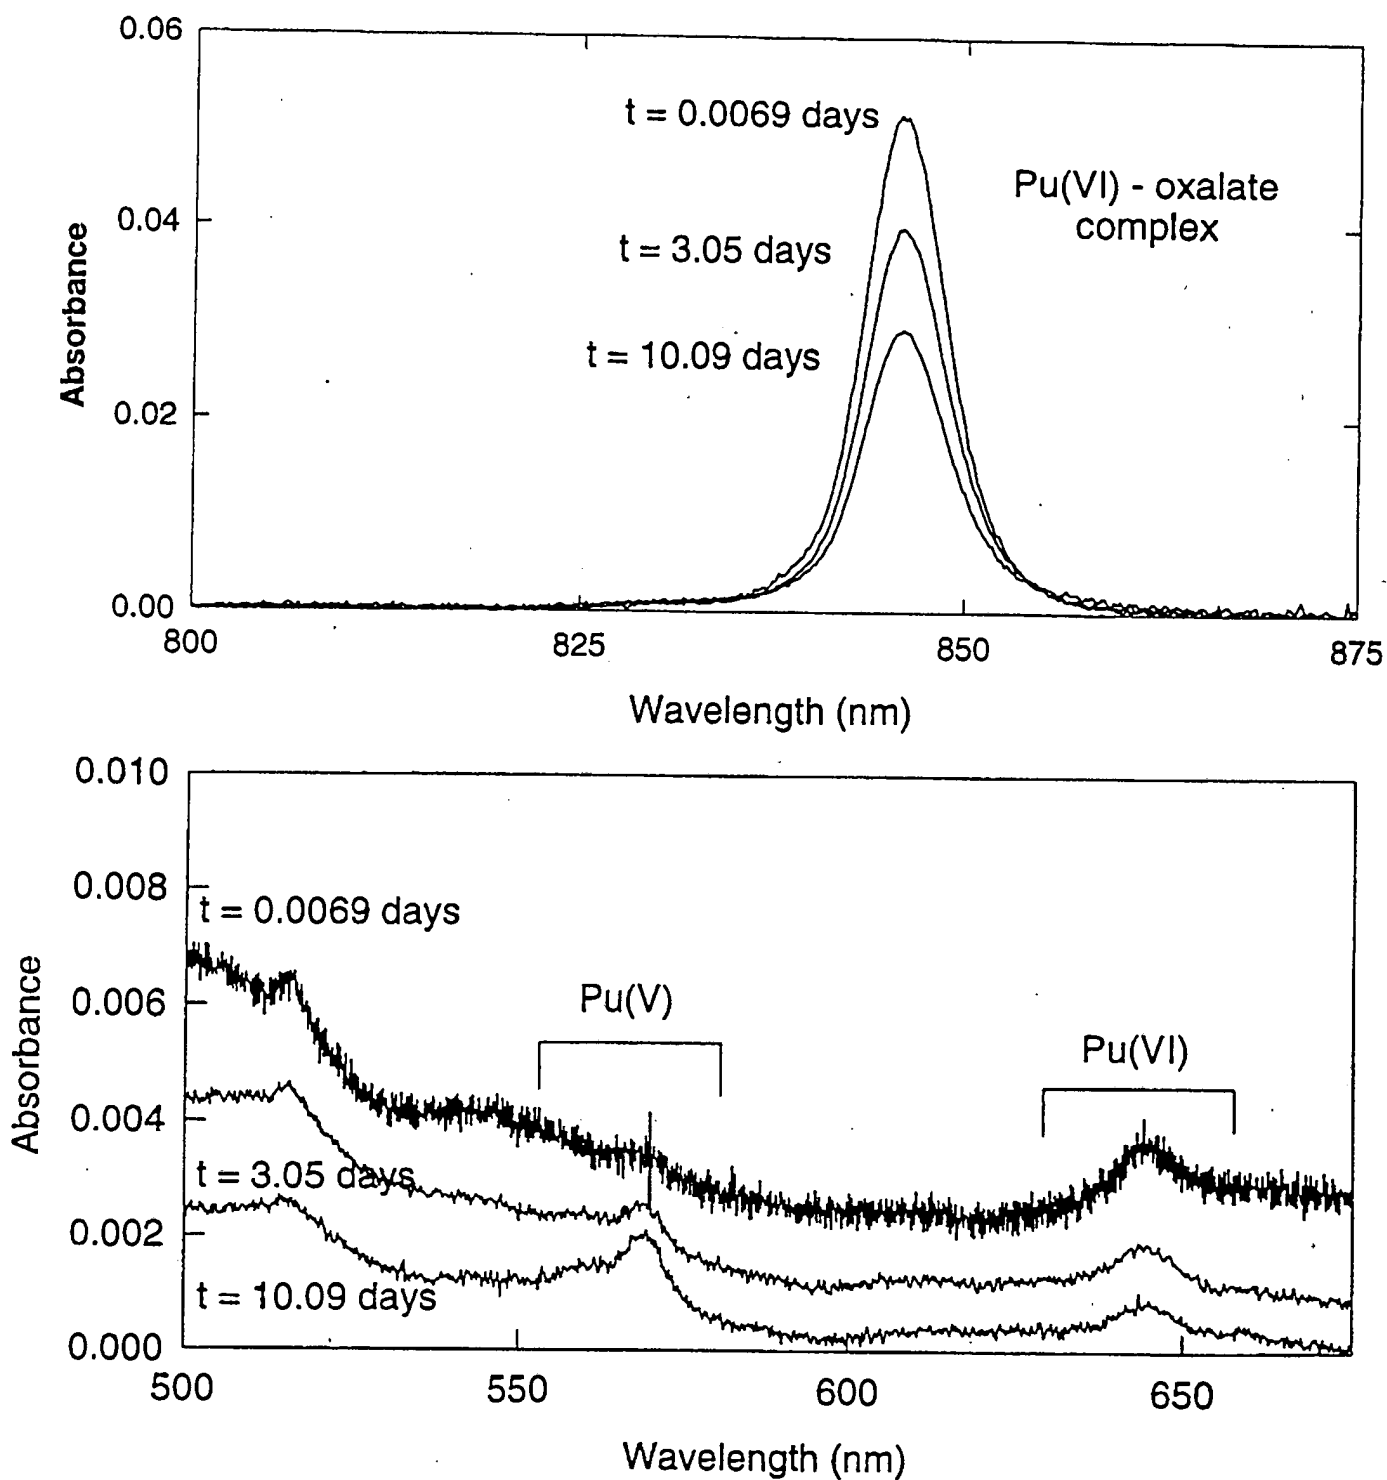 0.06
t = 0.0069 days
Pu(VI) - oxalate
complex
0.04
t = 3.05 days
Absorbance
t = 10.09 days
0.02
0.00
800
825
850
875
Wavelength (nm)
0.010
0.008
t = 0.0069 days
0.006
Pu(V)
Pu(VI)
Absorbance
0.004
t = 3.05 days
0.002
t = 10.09 days
0.000
500
550
600
650
Wavelength (nm)